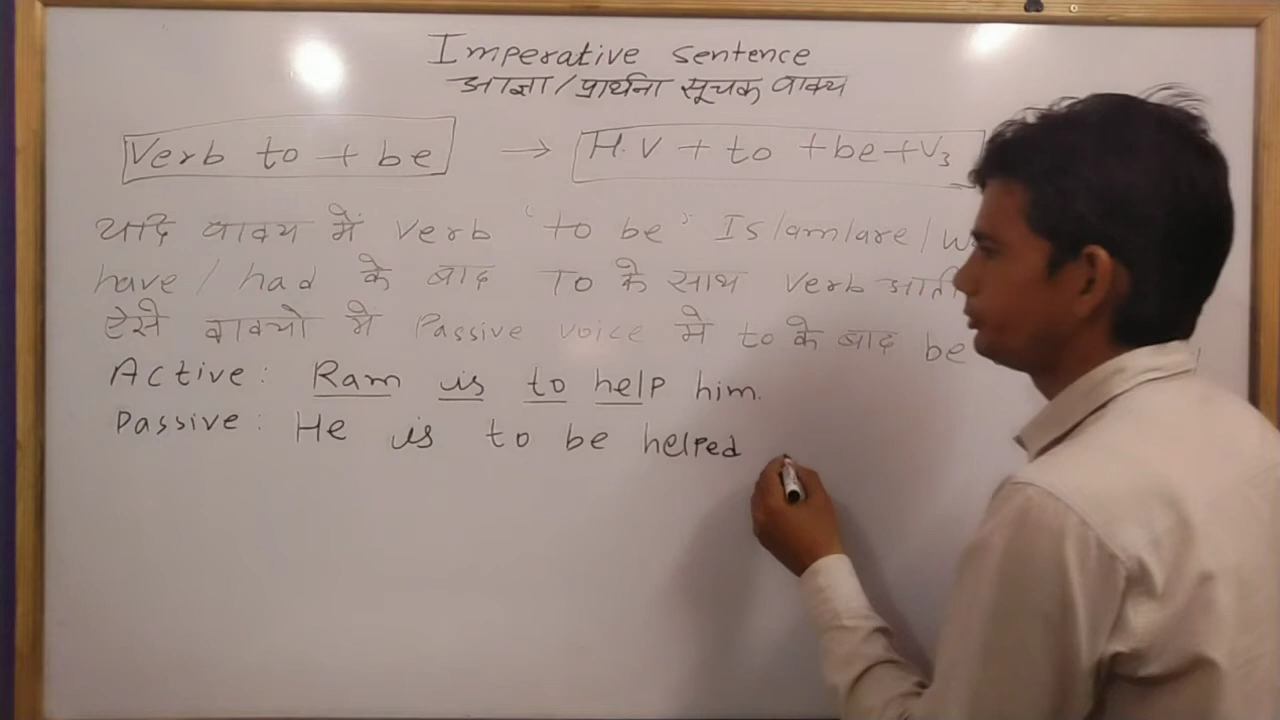 Imperative sentence
आज्ञा/प्रार्थना सूचक वाक्य
Verb to + be → H.V + to + be + V3
यदि वाक्य में verb 'to be' Is/am/are/
have/had के बाद To के साथ verb आती
ऐसे वाक्यो मे Passive voice मे to के बाद be
Active: Ram is to help him.
Passive: He is to be helped